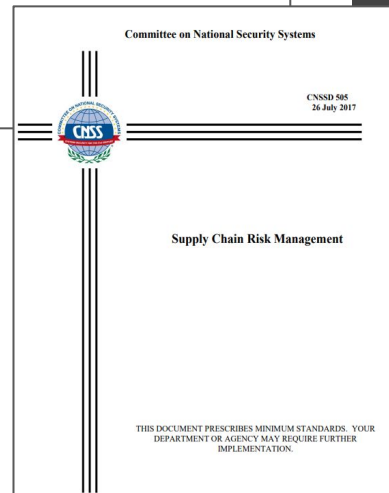 Committee on National Security Systems
CNSSD 505
26 July 2017
CNSS
Supply Chain Risk Management
THIS DOCUMENT PRESCRIBES MINIMUM STANDARDS. YOUR
DEPARTMENT OR AGENCY MAY REQUIRE FURTHER
IMPLEMENTATION.